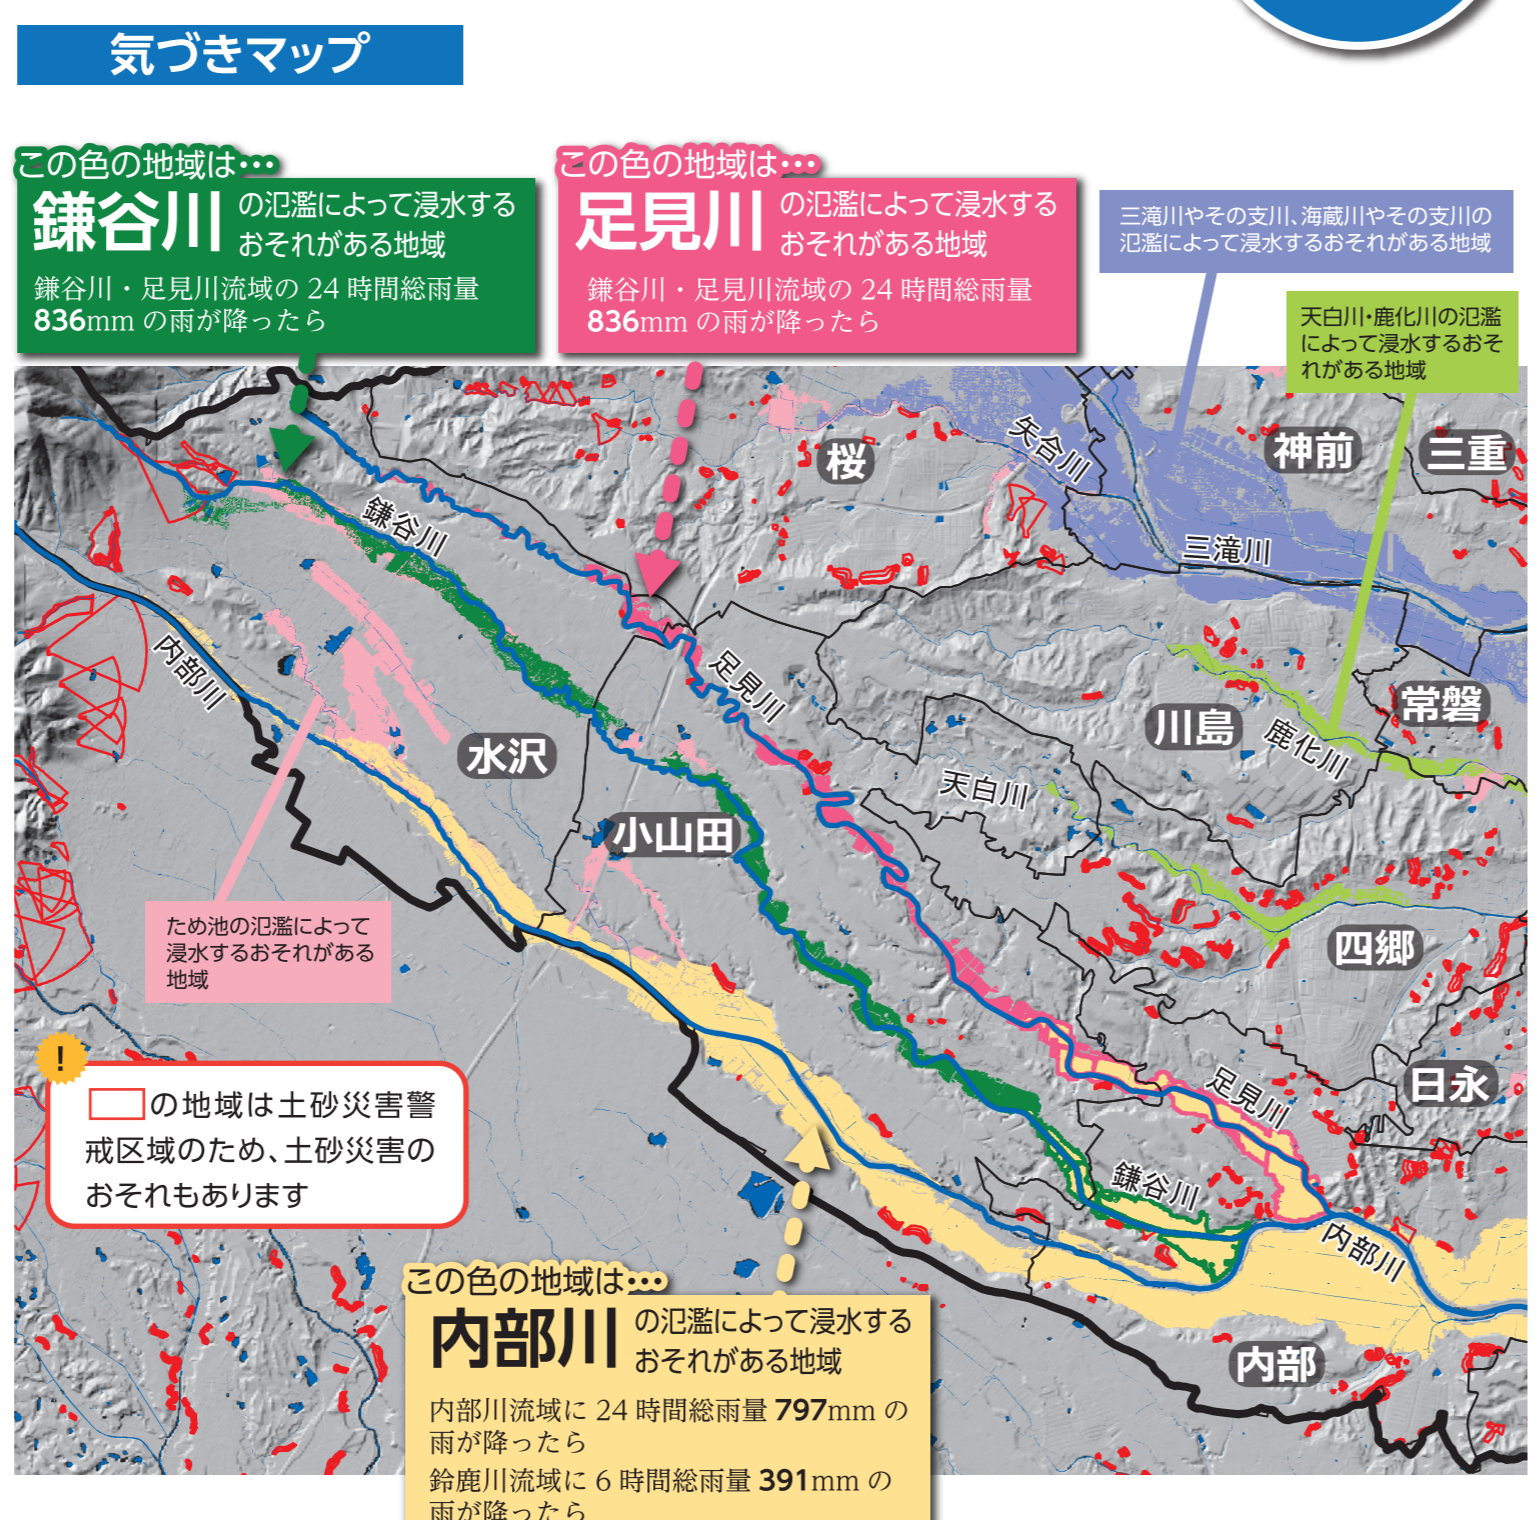 気づきマップ
この色の地域は…
鎌谷川 の氾濫によって浸水する
おそれがある地域
鎌谷川・足見川流域の 24 時間総雨量
836mm の雨が降ったら
この色の地域は…
足見川 の氾濫によって浸水する
おそれがある地域
鎌谷川・足見川流域の 24 時間総雨量
836mm の雨が降ったら
三滝川やその支川、海蔵川やその支川の
氾濫によって浸水するおそれがある地域
天白川・鹿化川の氾濫
によって浸水するおそ
れがある地域
桜
矢合川
神前
三重
鎌谷川
三滝川
内部川
足見川
川島
鹿化川
常磐
水沢
天白川
小山田
四郷
ため池の氾濫によって
浸水するおそれがある
地域
!
の地域は土砂災害警
戒区域のため、土砂災害の
おそれもあります
足見川
日永
鎌谷川
内部川
内部
この色の地域は…
内部川 の氾濫によって浸水する
おそれがある地域
内部川流域に 24 時間総雨量 797mm の
雨が降ったら
鈴鹿川流域に 6 時間総雨量 391mm の
雨が降ったら